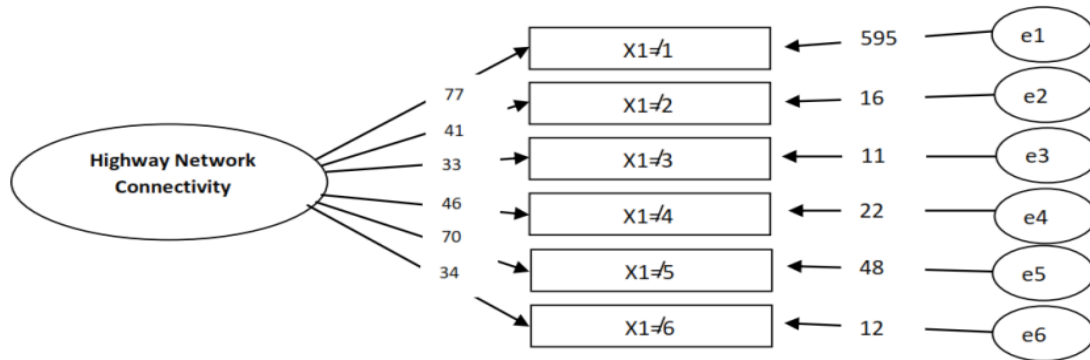 Highway Network
Connectivity
77
41
33
46
70
34
X1≠1
X1≠2
X1≠3
X1≠4
X1≠5
X1≠6
595
16
11
22
48
12
e1
e2
e3
e4
e5
e6